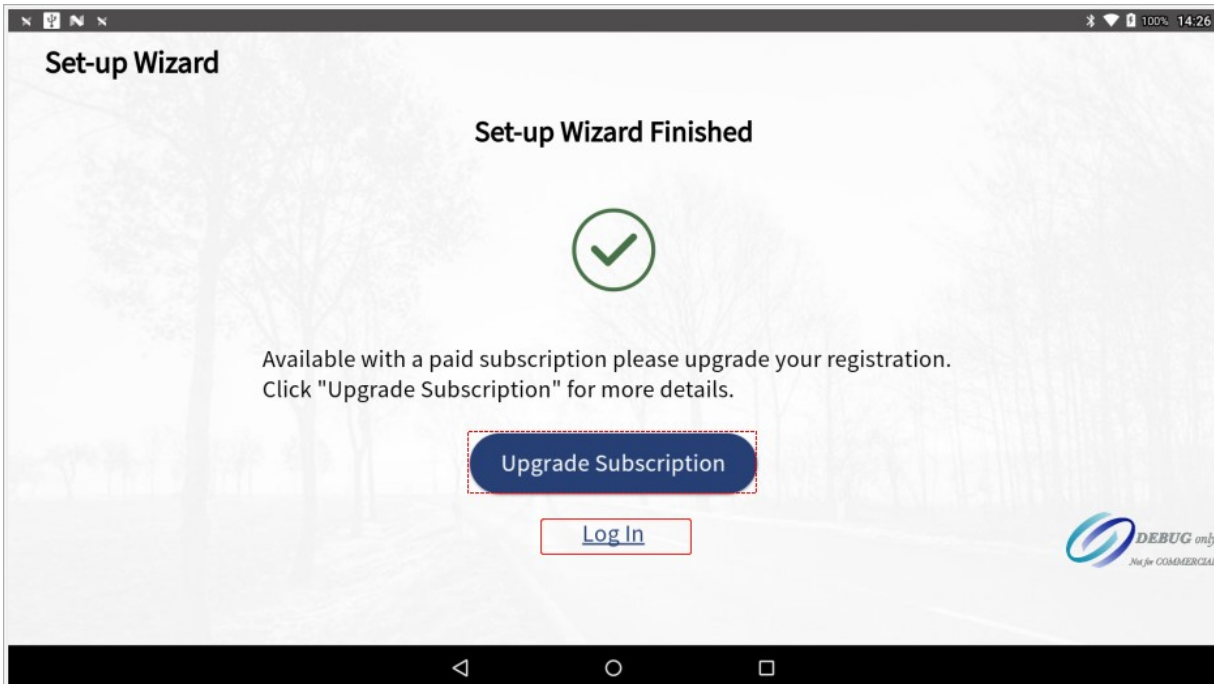 100% 14:26
Set-up Wizard
Set-up Wizard Finished
Available with a paid subscription please upgrade your registration.
Click "Upgrade Subscription" for more details.
Upgrade Subscription
Log In
DEBUG only
Not for COMMERCIAL